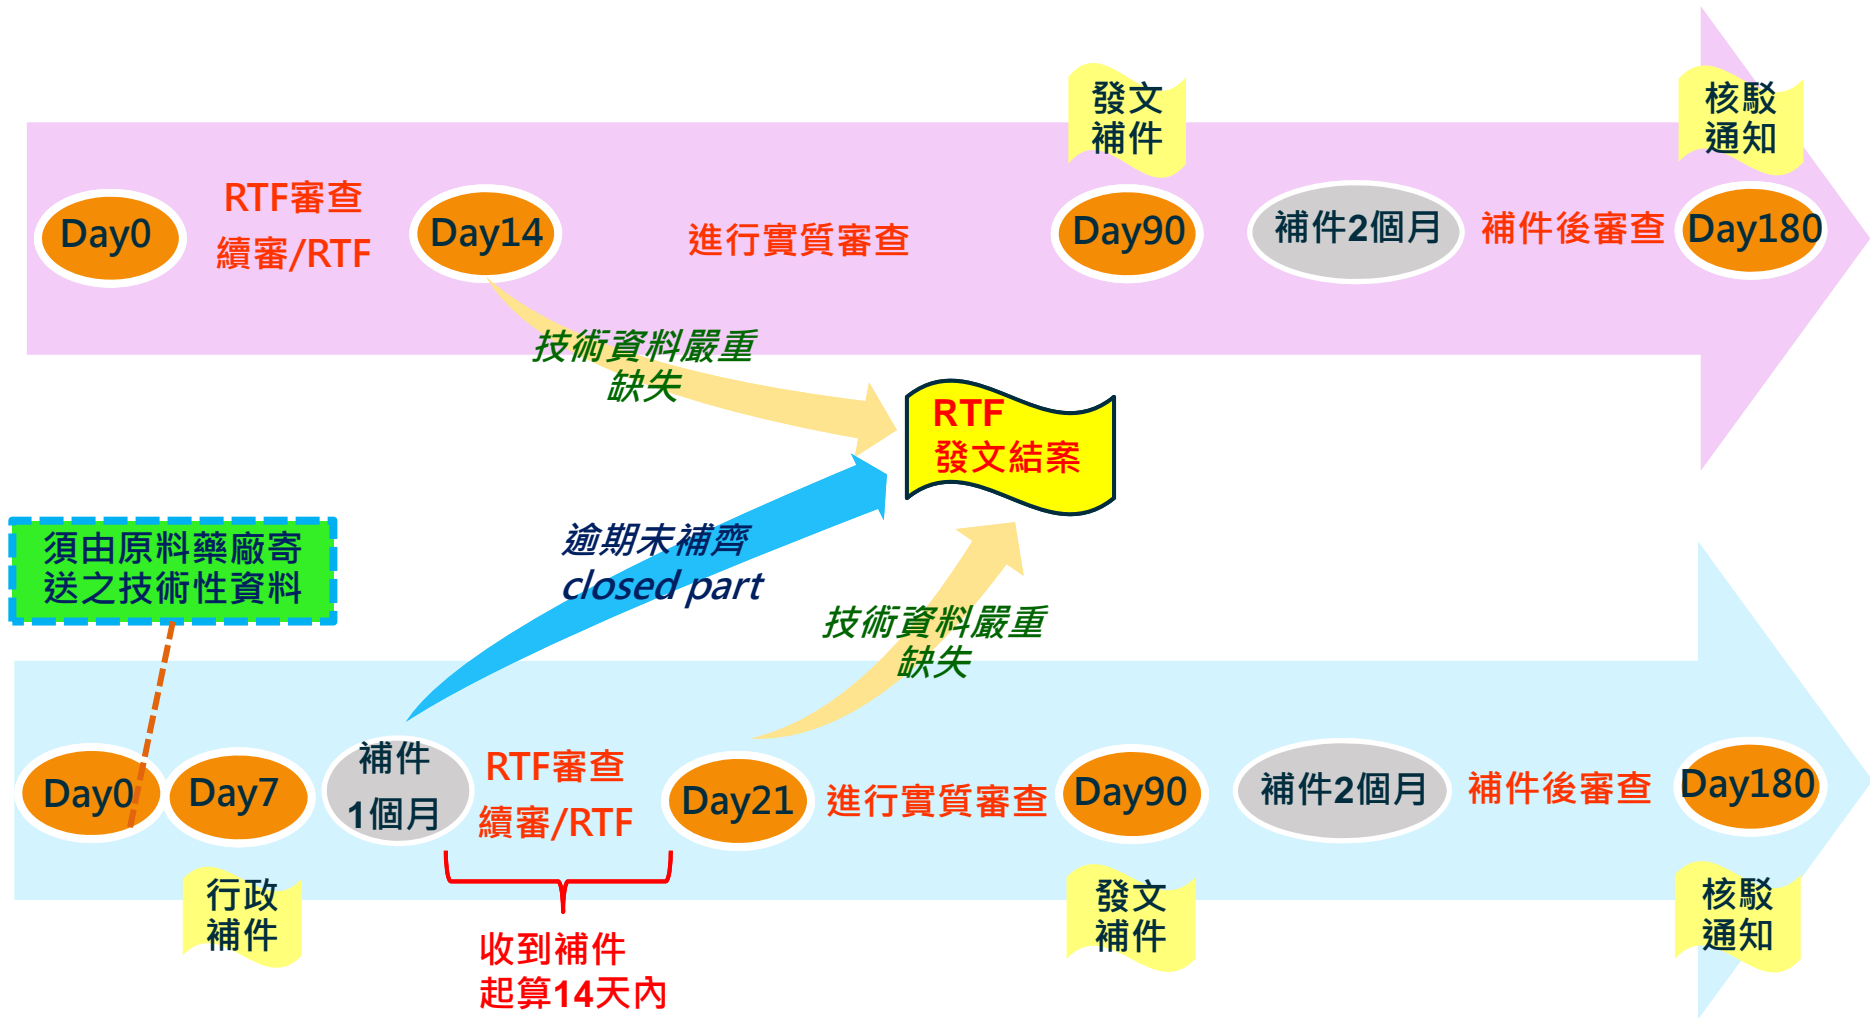 發文
補件
核駁
通知
Day0
RTF審查
續審/RTF
Day14
進行實質審查
Day90
補件2個月
補件後審查
Day180
技術資料嚴重
缺失
RTF
發文結案
須由原料藥廠寄
送之技術性資料
逾期未補齊
closed part
技術資料嚴重
缺失
Day0
Day7
補件
1個月
RTF審查
續審/RTF
Day21
進行實質審查
Day90
補件2個月
補件後審查
Day180
行政
補件
收到補件
起算14天內
發文
補件
核駁
通知